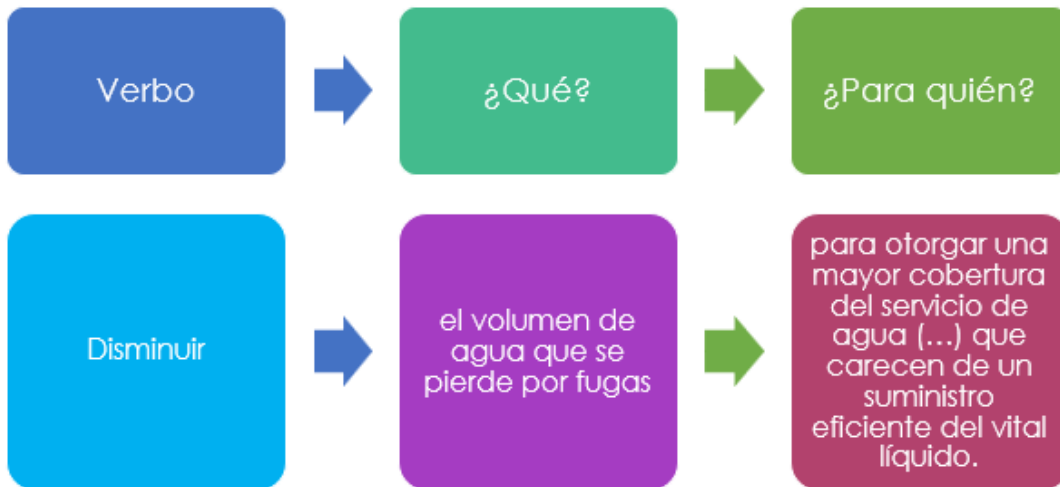 Verbo
¿Qué?
¿Para quién?
Disminuir
el volumen de
agua que se
pierde por fugas
para otorgar una
mayor cobertura
del servicio de
agua (...) que
carecen de un
suministro
eficiente del vital
líquido.